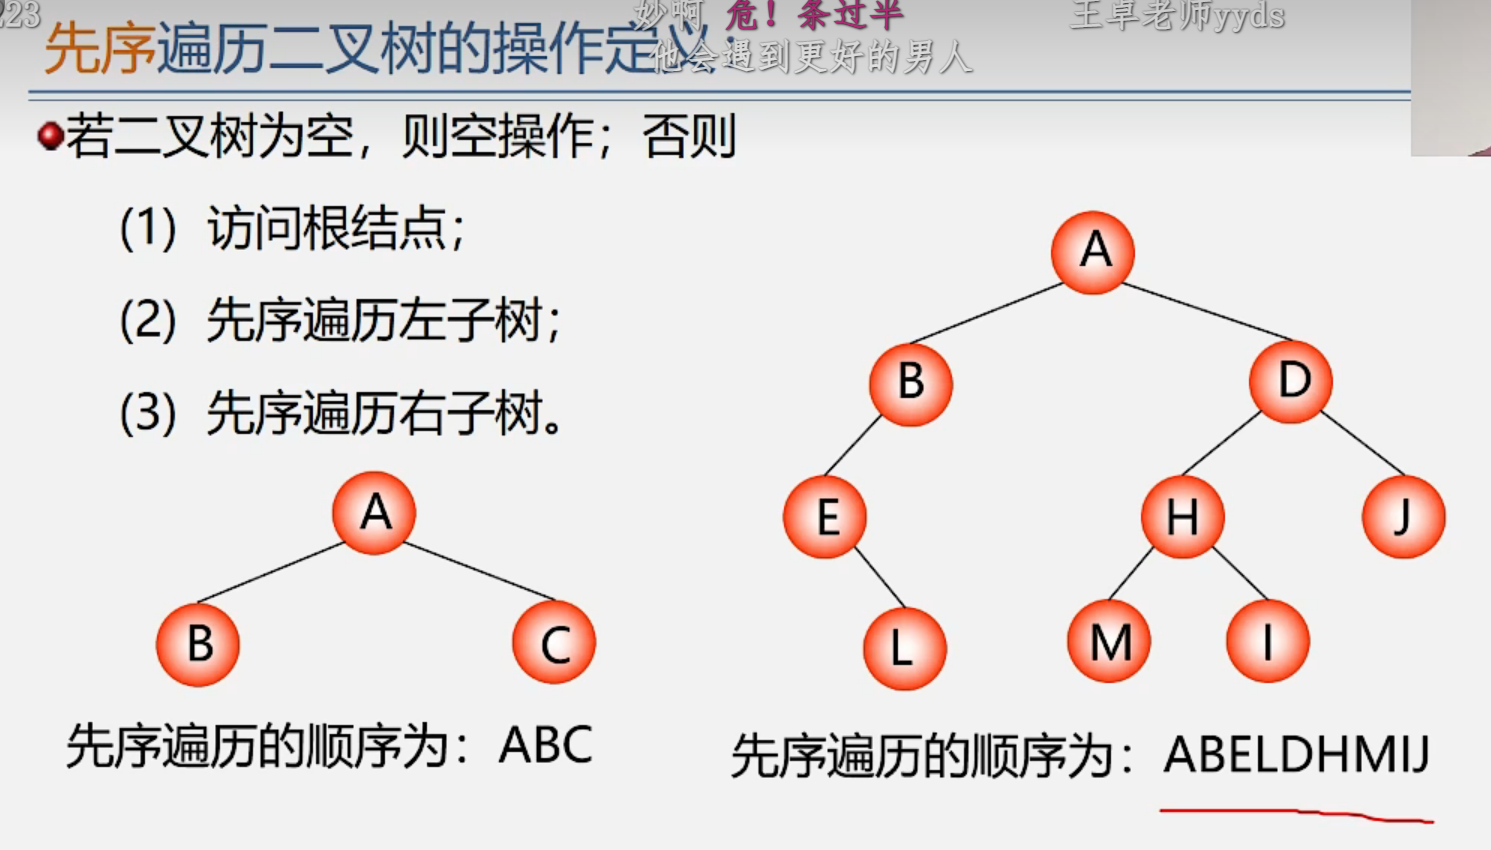 223
妙啊 危！条过半 王卓老师yyds
先序遍历二叉树的操作定义：
他会遇到更好的男人
若二叉树为空，则空操作；否则
(1) 访问根结点；
(2) 先序遍历左子树；
(3) 先序遍历右子树。
A
B C
先序遍历的顺序为：ABC
A
B D
E H J
L M I
先序遍历的顺序为：ABELDHMIJ